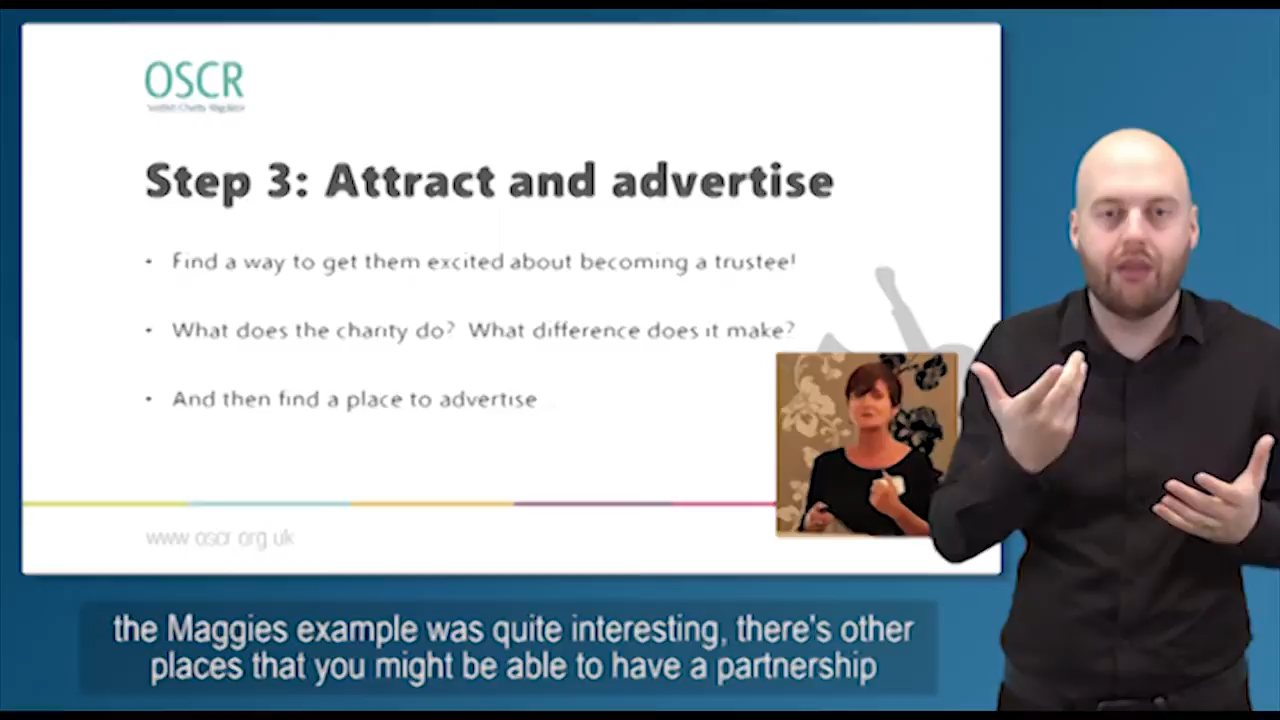 OSCR
Scottish Charity Regulator
Step 3: Attract and advertise
• Find a way to get them excited about becoming a trustee!
• What does the charity do? What difference does it make?
• And then find a place to advertise
www.oscr.org.uk
the Maggies example was quite interesting, there's other
places that you might be able to have a partnership